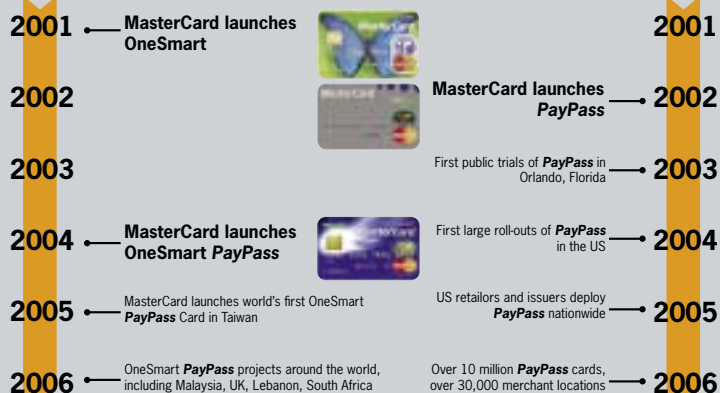 2001
MasterCard launches
OneSmart
2001
2002
MasterCard launches
PayPass
2002
2003
First public trials of PayPass in
Orlando, Florida
2003
2004
MasterCard launches
OneSmart PayPass
First large roll-outs of PayPass
in the US
2004
2005
MasterCard launches world's first OneSmart
PayPass Card in Taiwan
US retailors and issuers deploy
PayPass nationwide
2005
2006
OneSmart PayPass projects around the world,
including Malaysia, UK, Lebanon, South Africa
Over 10 million PayPass cards,
over 30,000 merchant locations
2006